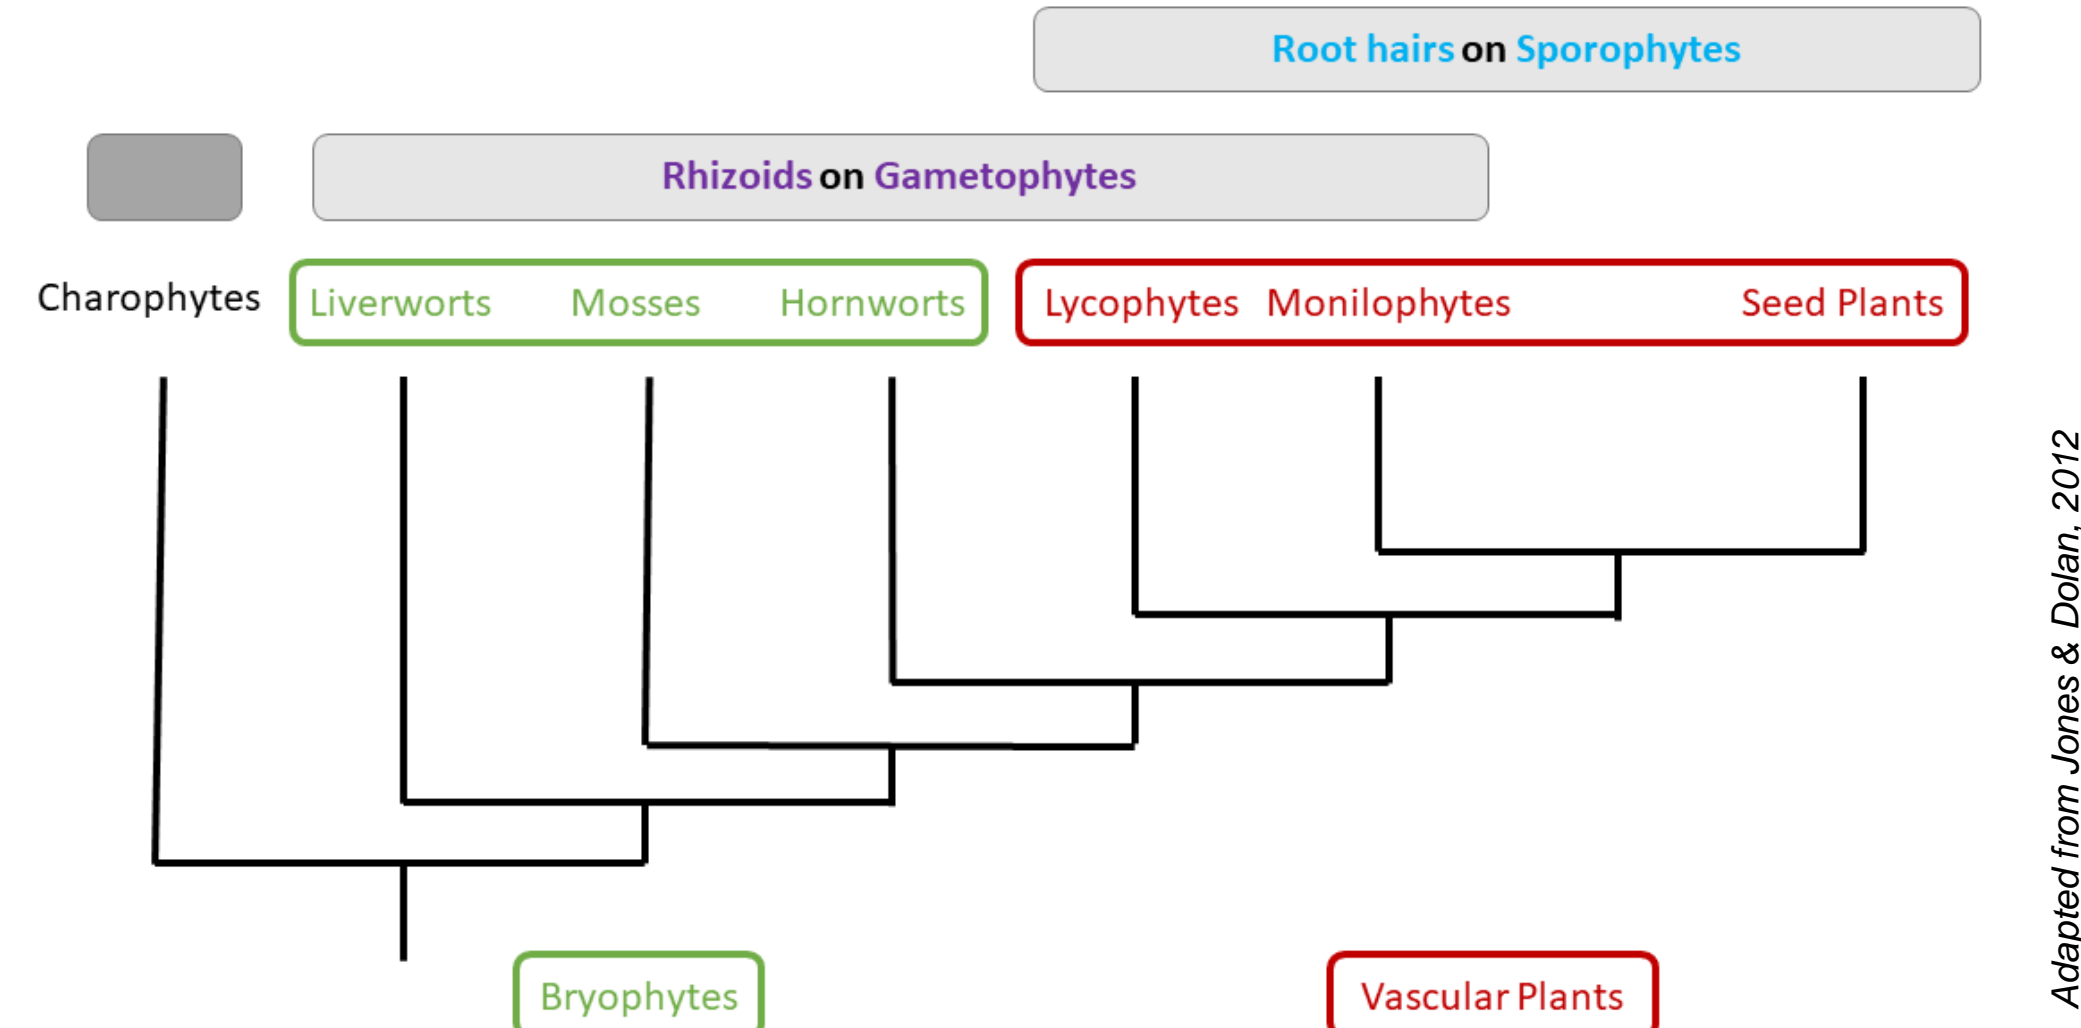 Root hairs on Sporophytes
Rhizoids on Gametophytes
Charophytes
Liverworts Mosses Hornworts
Lycophytes Monilophytes Seed Plants
Adapted from Jones & Dolan, 2012
Bryophytes
Vascular Plants